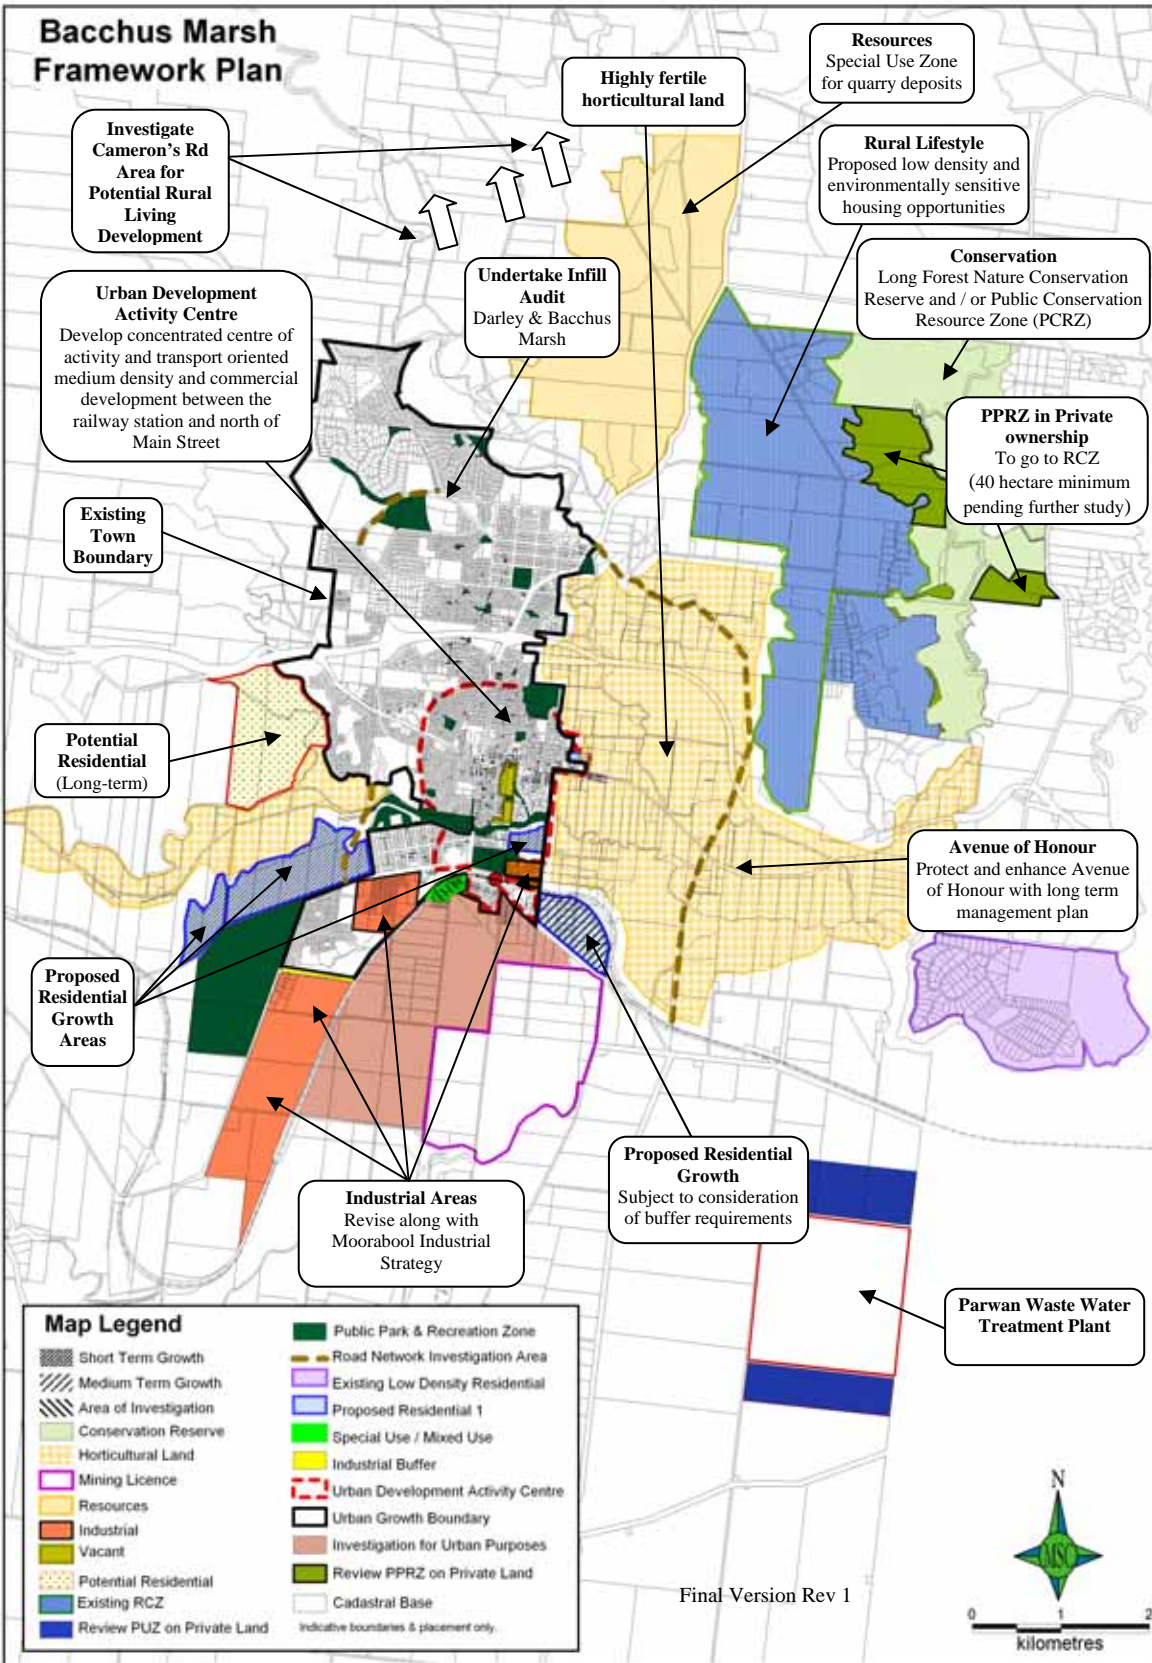 Bacchus Marsh
Framework Plan
Resources
Special Use Zone
for quarry deposits
Highly fertile
horticultural land
Investigate
Cameron's Rd
Area for
Potential Rural
Living
Development
Rural Lifestyle
Proposed low density and
environmentally sensitive
housing opportunities
Conservation
Long Forest Nature Conservation
Reserve and / or Public Conservation
Resource Zone (PCRZ)
Undertake Infill
Audit
Darley & Bacchus
Marsh
Urban Development
Activity Centre
Develop concentrated centre of
activity and transport oriented
medium density and commercial
development between the
railway station and north of
Main Street
PPRZ in Private
ownership
To go to RCZ
(40 hectare minimum
pending further study)
Existing
Town
Boundary
Potential
Residential
(Long-term)
Avenue of Honour
Protect and enhance Avenue
of Honour with long term
management plan
Proposed
Residential
Growth
Areas
Proposed Residential
Growth
Subject to consideration
of buffer requirements
Industrial Areas
Revise along with
Moorabool Industrial
Strategy
Parwan Waste Water
Treatment Plant
Map Legend
Short Term Growth
Medium Term Growth
Area of Investigation
Conservation Reserve
Horticultural Land
Mining Licence
Resources
Industrial
Vacant
Potential Residential
Existing RCZ
Review PUZ on Private Land
Public Park & Recreation Zone
Road Network Investigation Area
Existing Low Density Residential
Proposed Residential 1
Special Use / Mixed Use
Industrial Buffer
Urban Development Activity Centre
Urban Growth Boundary
Investigation for Urban Purposes
Review PPRZ on Private Land
Cadastral Base
Indicative boundaries & placement only.
Final Version Rev 1
N
MSC
0 1 2
kilometres